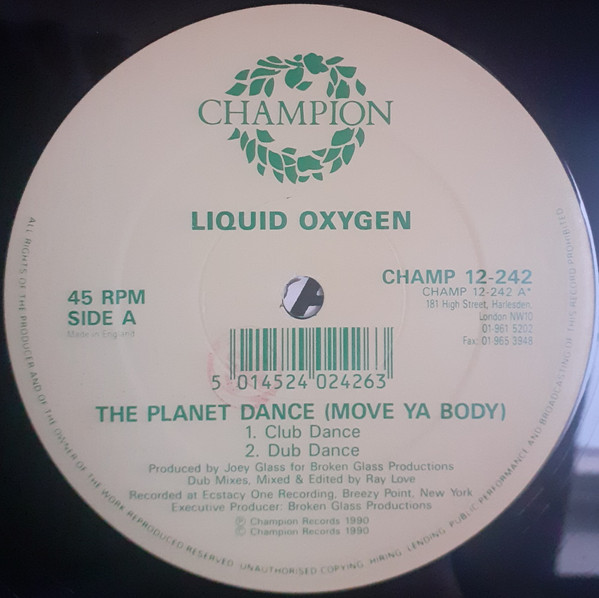 CHAMPION
LIQUID OXYGEN
45 RPM
SIDE A
Made in England
CHAMP 12-242
CHAMP 12-242 A*
181 High Street, Harlesden,
London NW10
01-961 5202
Fax: 01-965 3948
5 014524 024263
THE PLANET DANCE (MOVE YA BODY)
1. Club Dance
2. Dub Dance
Produced by Joey Glass for Broken Glass Productions
Dub Mixes, Mixed & Edited by Ray Love
Recorded at Ecstacy One Recording, Breezy Point, New York
Executive Producer: Broken Glass Productions
Ⓟ Champion Records 1990
© Champion Records 1990
ALL RIGHTS OF THE PRODUCER AND OF THE OWNER OF THE WORK REPRODUCED RESERVED. UNAUTHORISED COPYING, HIRING, LENDING, PUBLIC PERFORMANCE AND BROADCASTING OF THIS RECORD PROHIBITED